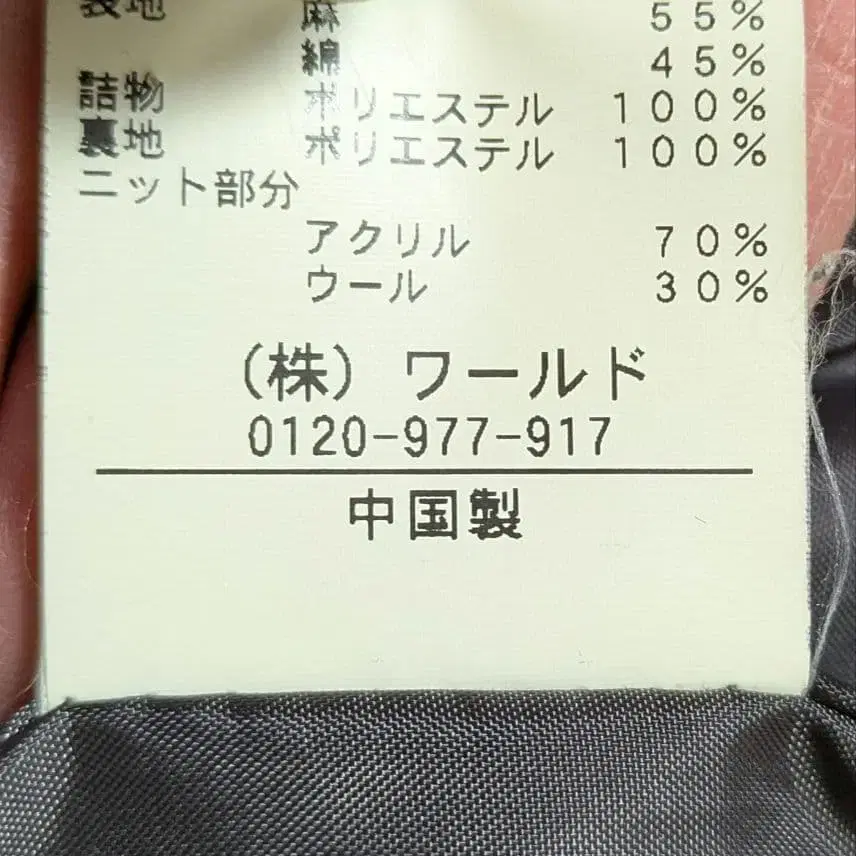 表地 麻 55%
綿 45%
詰物 ポリエステル 100%
裏地 ポリエステル 100%
ニット部分
アクリル 70%
ウール 30%
(株) ワールド
0120-977-917
中国製